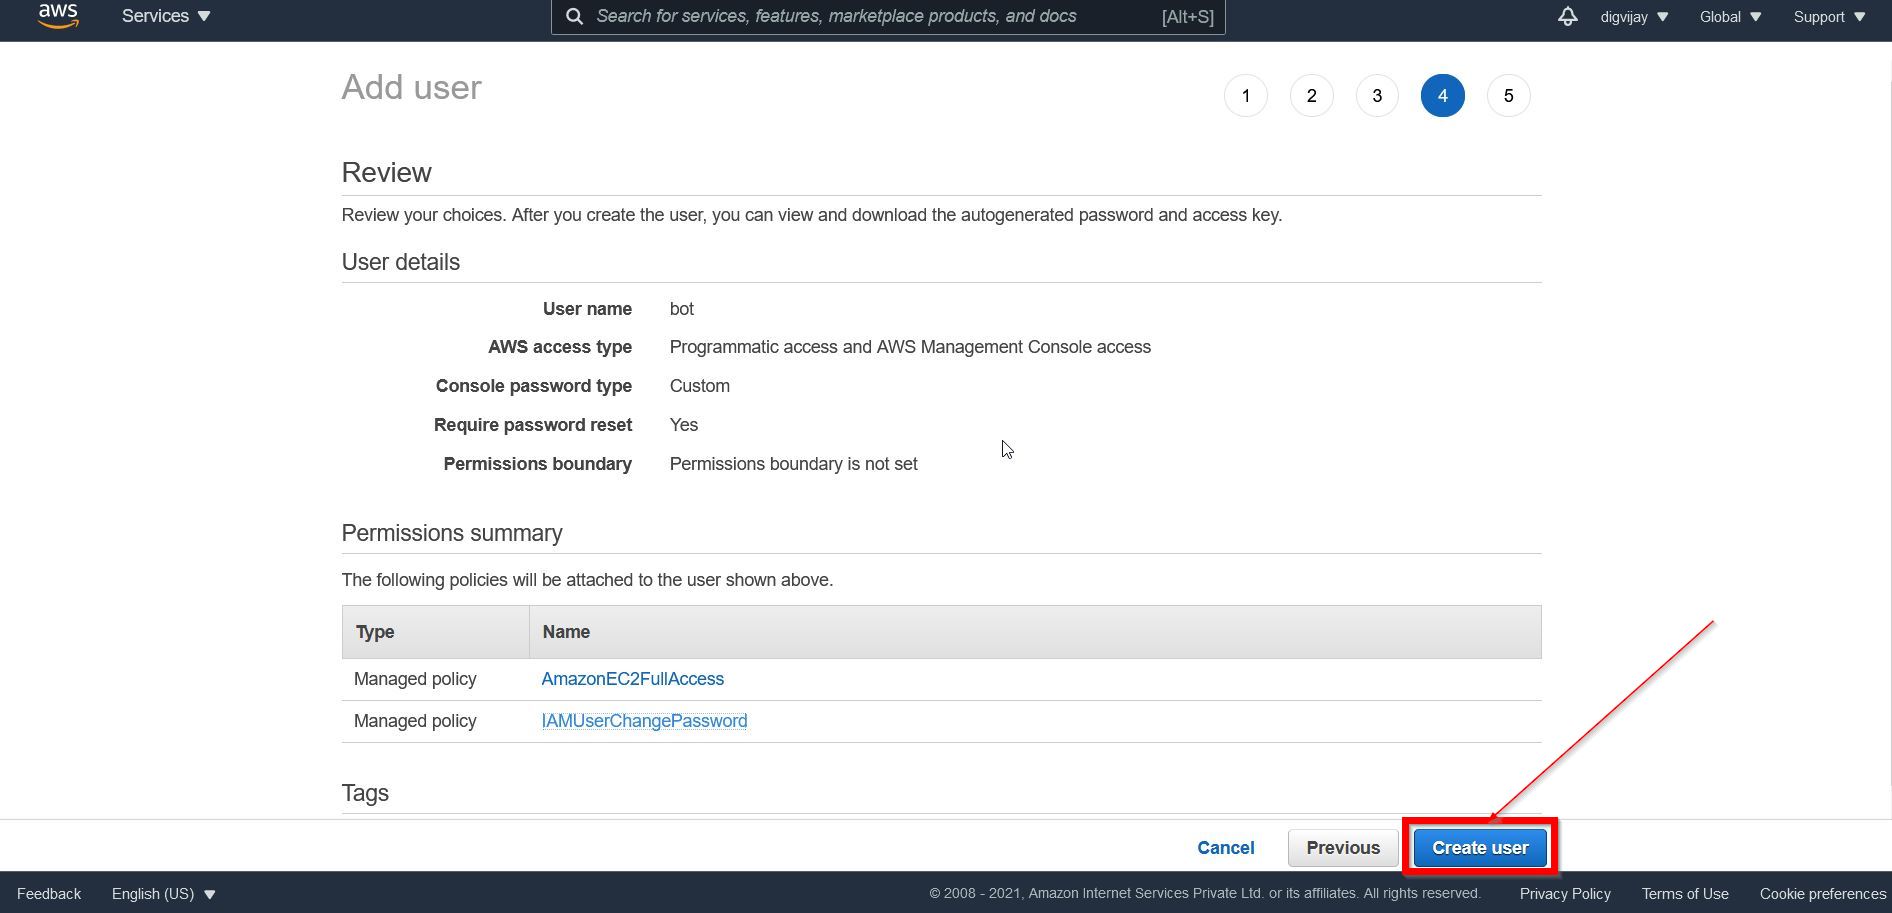 aws Services Search for services, features, marketplace products, and docs [Alt+S] digvijay Global Support
Add user 1 2 3 4 5
Review
Review your choices. After you create the user, you can view and download the autogenerated password and access key.
User details
User name bot
AWS access type Programmatic access and AWS Management Console access
Console password type Custom
Require password reset Yes
Permissions boundary Permissions boundary is not set
Permissions summary
The following policies will be attached to the user shown above.
Type Name
Managed policy AmazonEC2FullAccess
Managed policy IAMUserChangePassword
Tags
Cancel Previous Create user
Feedback English (US) © 2008 - 2021, Amazon Internet Services Private Ltd. or its affiliates. All rights reserved. Privacy Policy Terms of Use Cookie preferences